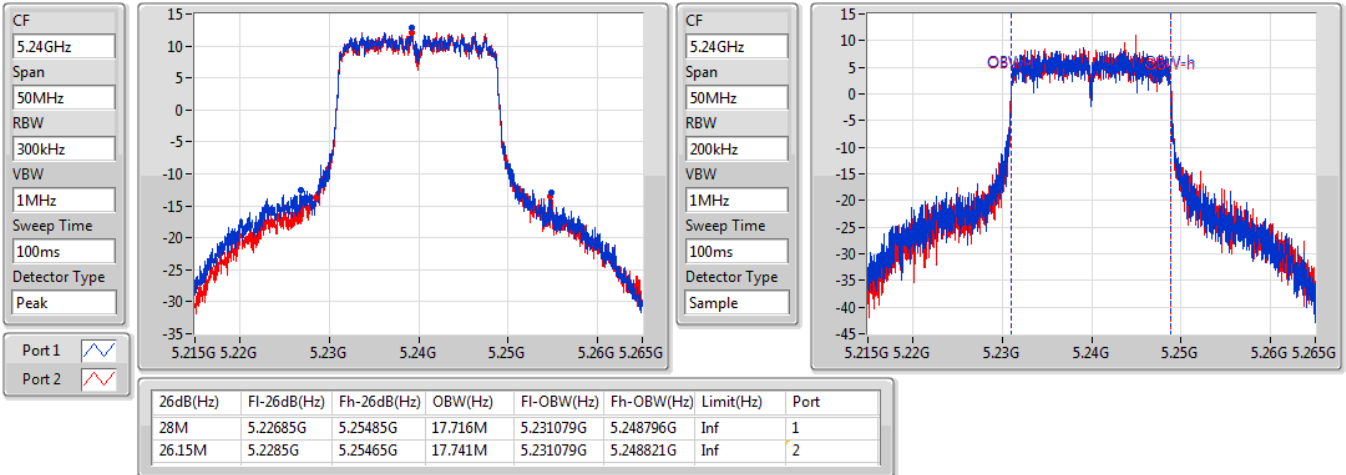 CF
5.24GHz
Span
50MHz
RBW
300kHz
VBW
1MHz
Sweep Time
100ms
Detector Type
Peak
Port 1
Port 2
15
10
5
0
-5
-10
-15
-20
-25
-30
-35
5.215G 5.22G 5.23G 5.24G 5.25G 5.26G 5.265G
CF
5.24GHz
Span
50MHz
RBW
200kHz
VBW
1MHz
Sweep Time
100ms
Detector Type
Sample
15
10
5
0
-5
-10
-15
-20
-25
-30
-35
-40
-45
OBW-h
5.215G 5.22G 5.23G 5.24G 5.25G 5.26G 5.265G
26dB(Hz) Fl-26dB(Hz) Fh-26dB(Hz) OBW(Hz) Fl-OBW(Hz) Fh-OBW(Hz) Limit(Hz) Port
28M 5.22685G 5.25485G 17.716M 5.231079G 5.248796G Inf 1
26.15M 5.2285G 5.25465G 17.741M 5.231079G 5.248821G Inf 2